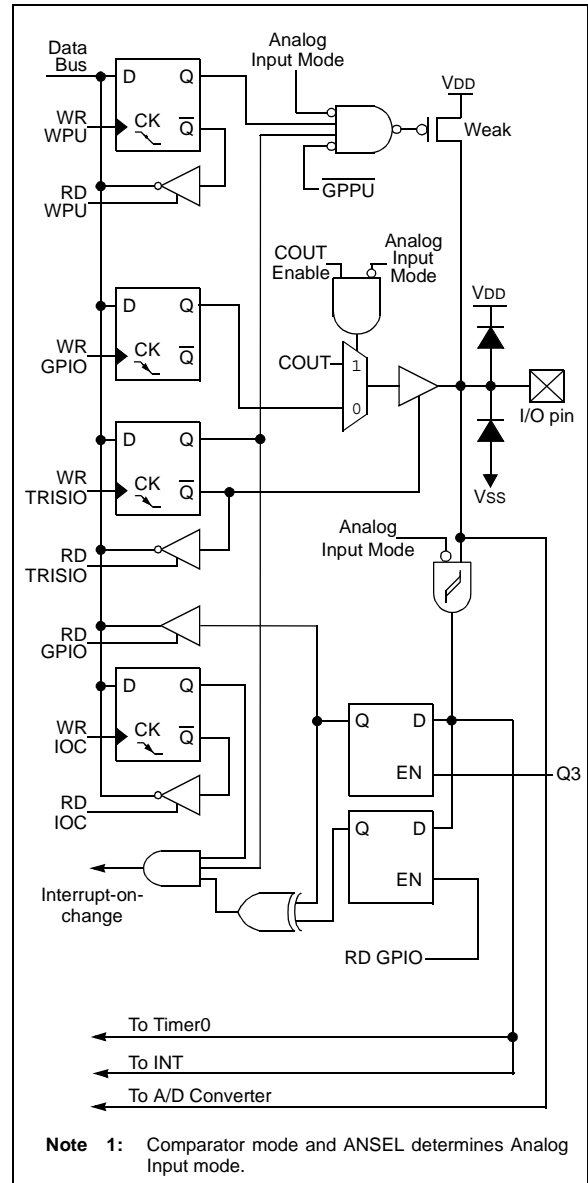 Analog
Input Mode
Data
Bus
D Q
VDD
WR
WPU
CK Q
Weak
RD
WPU
GPPU
COUT
Enable
Analog
Input
Mode
D Q
VDD
WR
GPIO
CK Q
COUT
1
0
I/O pin
D Q
WR
TRISIO
CK Q
VSS
RD
TRISIO
Analog
Input Mode
RD
GPIO
D Q
Q D
WR
IOC
CK Q
EN
Q3
RD
IOC
Q D
EN
Interrupt-on-
change
RD GPIO
To Timer0
To INT
To A/D Converter
Note 1: Comparator mode and ANSEL determines Analog
Input mode.